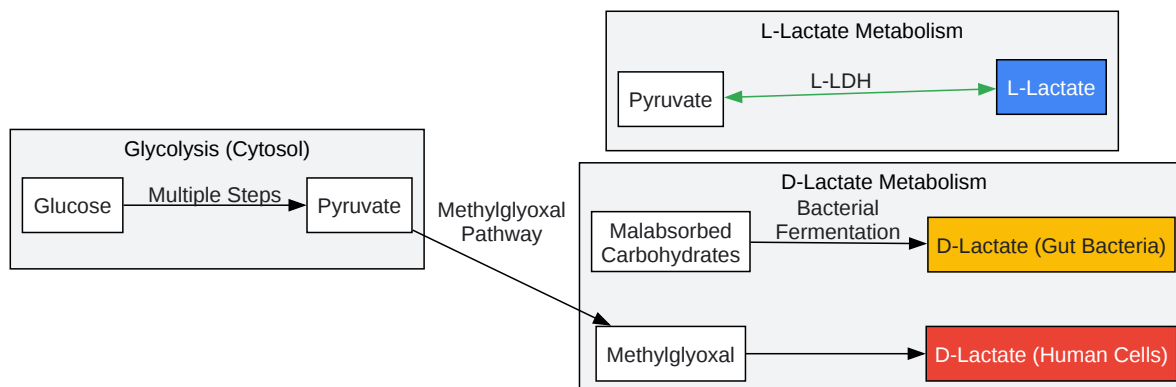 L-Lactate Metabolism
Pyruvate
L-LDH
L-Lactate
Glycolysis (Cytosol)
Glucose
Multiple Steps
Pyruvate
Methylglyoxal
Pathway
D-Lactate Metabolism
Malabsorbed
Carbohydrates
Bacterial
Fermentation
D-Lactate (Gut Bacteria)
Methylglyoxal
D-Lactate (Human Cells)